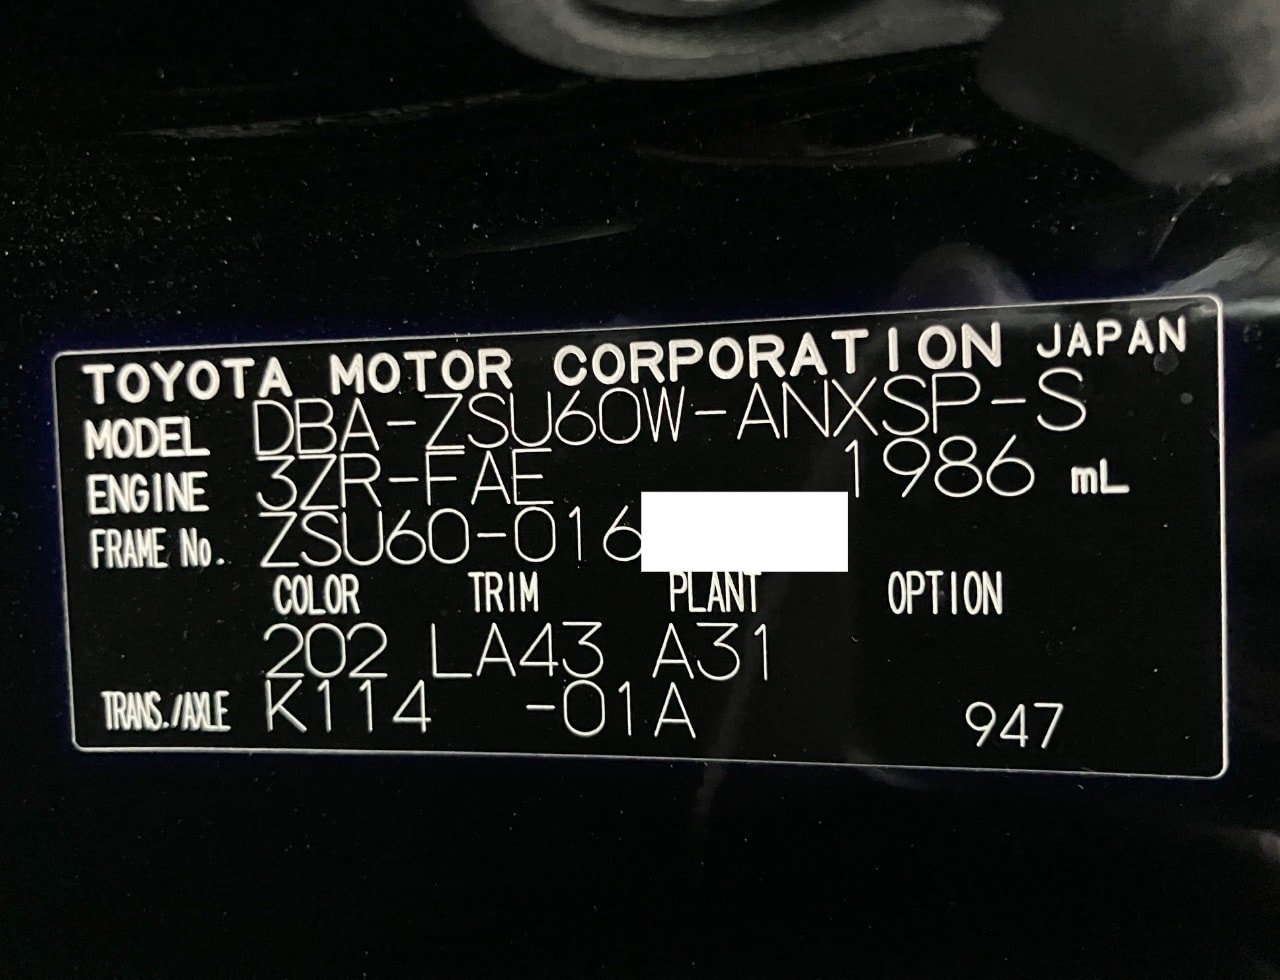 TOYOTA MOTOR CORPORATION JAPAN
MODEL DBA-ZSU60W-ANXSP-S
ENGINE 3ZR-FAE 1986 mL
FRAME No. ZSU60-016
COLOR TRIM PLANT OPTION
202 LA43 A31
TRANS./AXLE K114 -01A 947